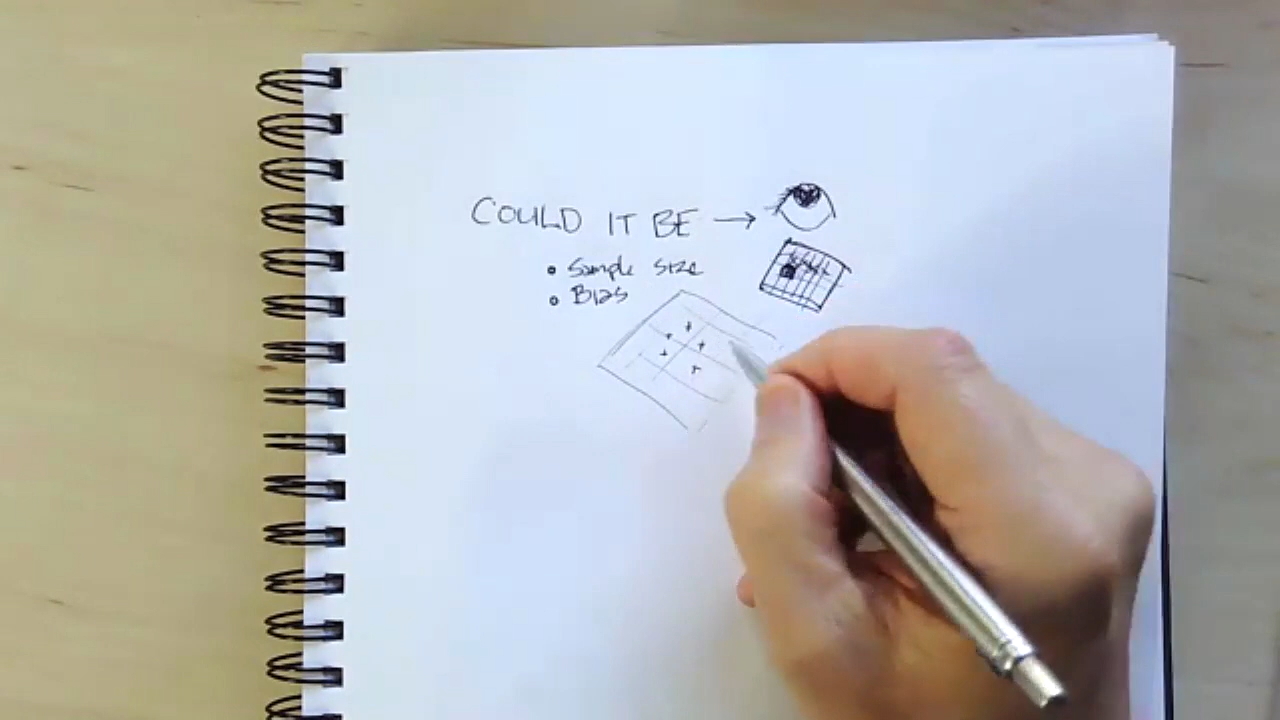 COULD IT BE →
• Sample size
• Bias